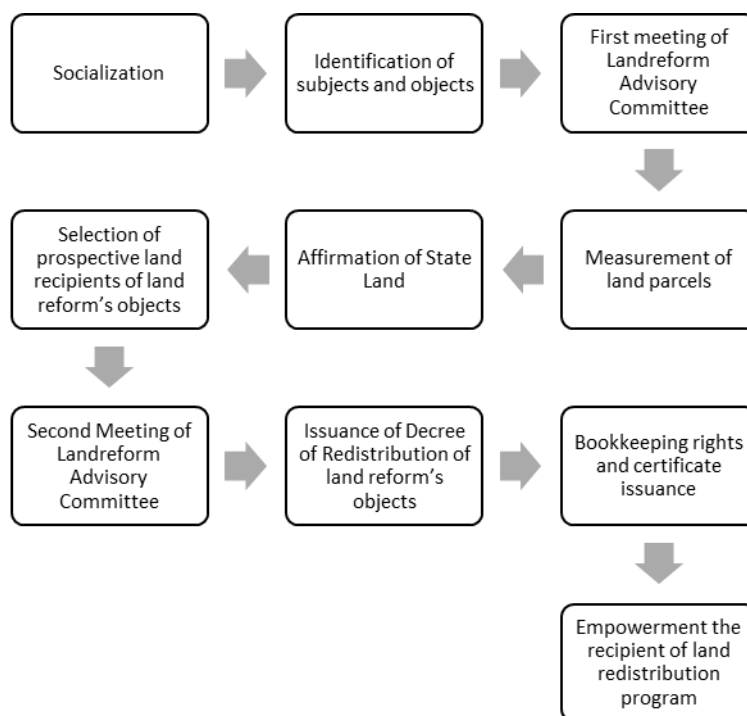 Socialization
Identification of
subjects and objects
First meeting of
Landreform
Advisory
Committee
Measurement of
land parcels
Affirmation of State
Land
Selection of
prospective land
recipients of land
reform's objects
Second Meeting of
Landreform
Advisory
Committee
Issuance of Decree
of Redistribution of
land reform's
objects
Bookkeeping rights
and certificate
issuance
Empowerment the
recipient of land
redistribution
program